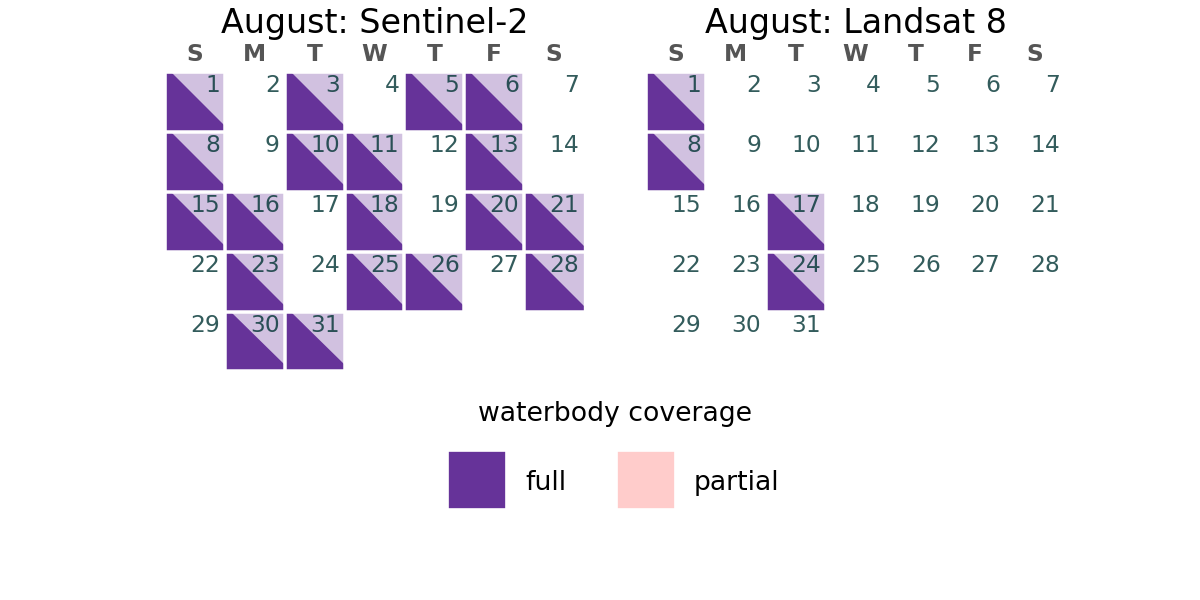 August: Sentinel-2
S M T W T F S
1 2 3 4 5 6 7
8 9 10 11 12 13 14
15 16 17 18 19 20 21
22 23 24 25 26 27 28
29 30 31
August: Landsat 8
S M T W T F S
1 2 3 4 5 6 7
8 9 10 11 12 13 14
15 16 17 18 19 20 21
22 23 24 25 26 27 28
29 30 31
waterbody coverage
full partial